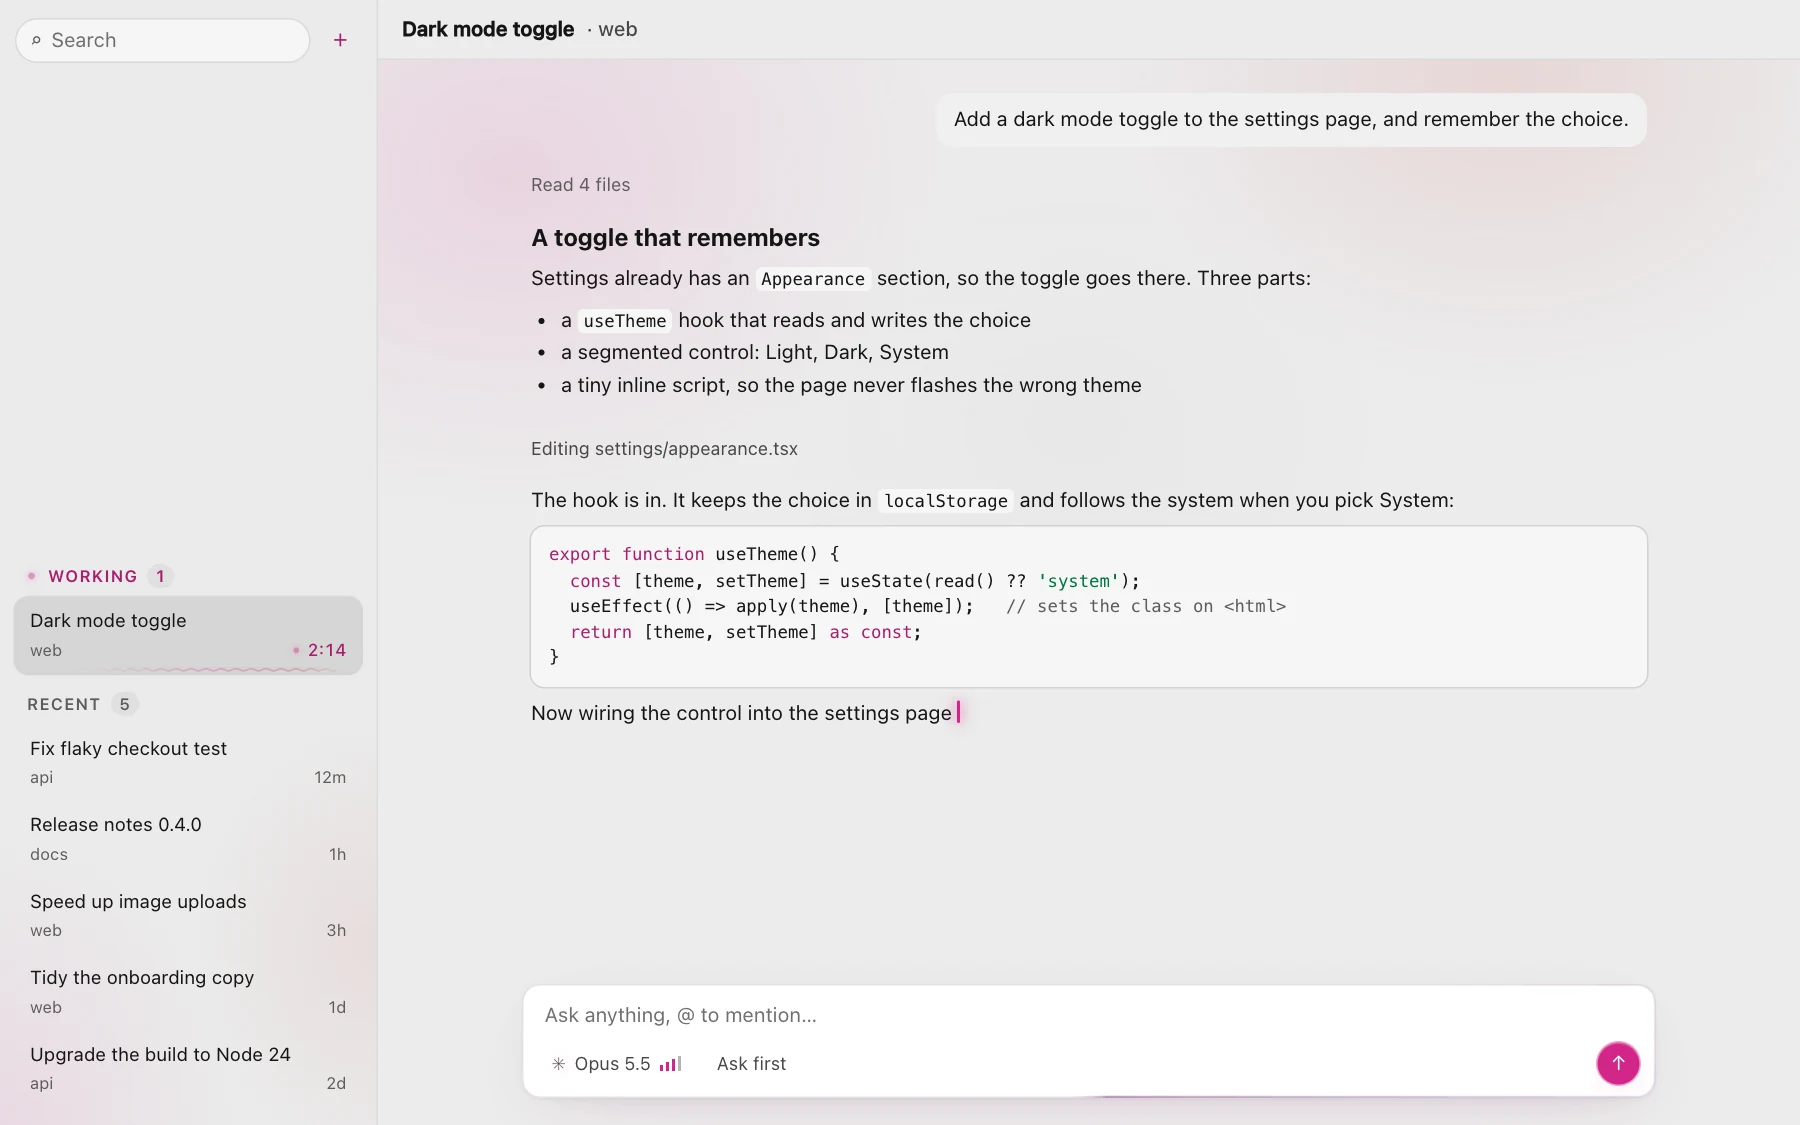 Search
+
WORKING 1
Dark mode toggle
web 2:14
RECENT 5
Fix flaky checkout test
api 12m
Release notes 0.4.0
docs 1h
Speed up image uploads
web 3h
Tidy the onboarding copy
web 1d
Upgrade the build to Node 24
api 2d
Dark mode toggle · web
Add a dark mode toggle to the settings page, and remember the choice.
Read 4 files
A toggle that remembers
Settings already has an Appearance section, so the toggle goes there. Three parts:
• a useTheme hook that reads and writes the choice
• a segmented control: Light, Dark, System
• a tiny inline script, so the page never flashes the wrong theme
Editing settings/appearance.tsx
The hook is in. It keeps the choice in localStorage and follows the system when you pick System:
export function useTheme() {
  const [theme, setTheme] = useState(read() ?? 'system');
  useEffect(() => apply(theme), [theme]);   // sets the class on <html>
  return [theme, setTheme] as const;
}
Now wiring the control into the settings page
Ask anything, @ to mention...
Opus 5.5 Ask first